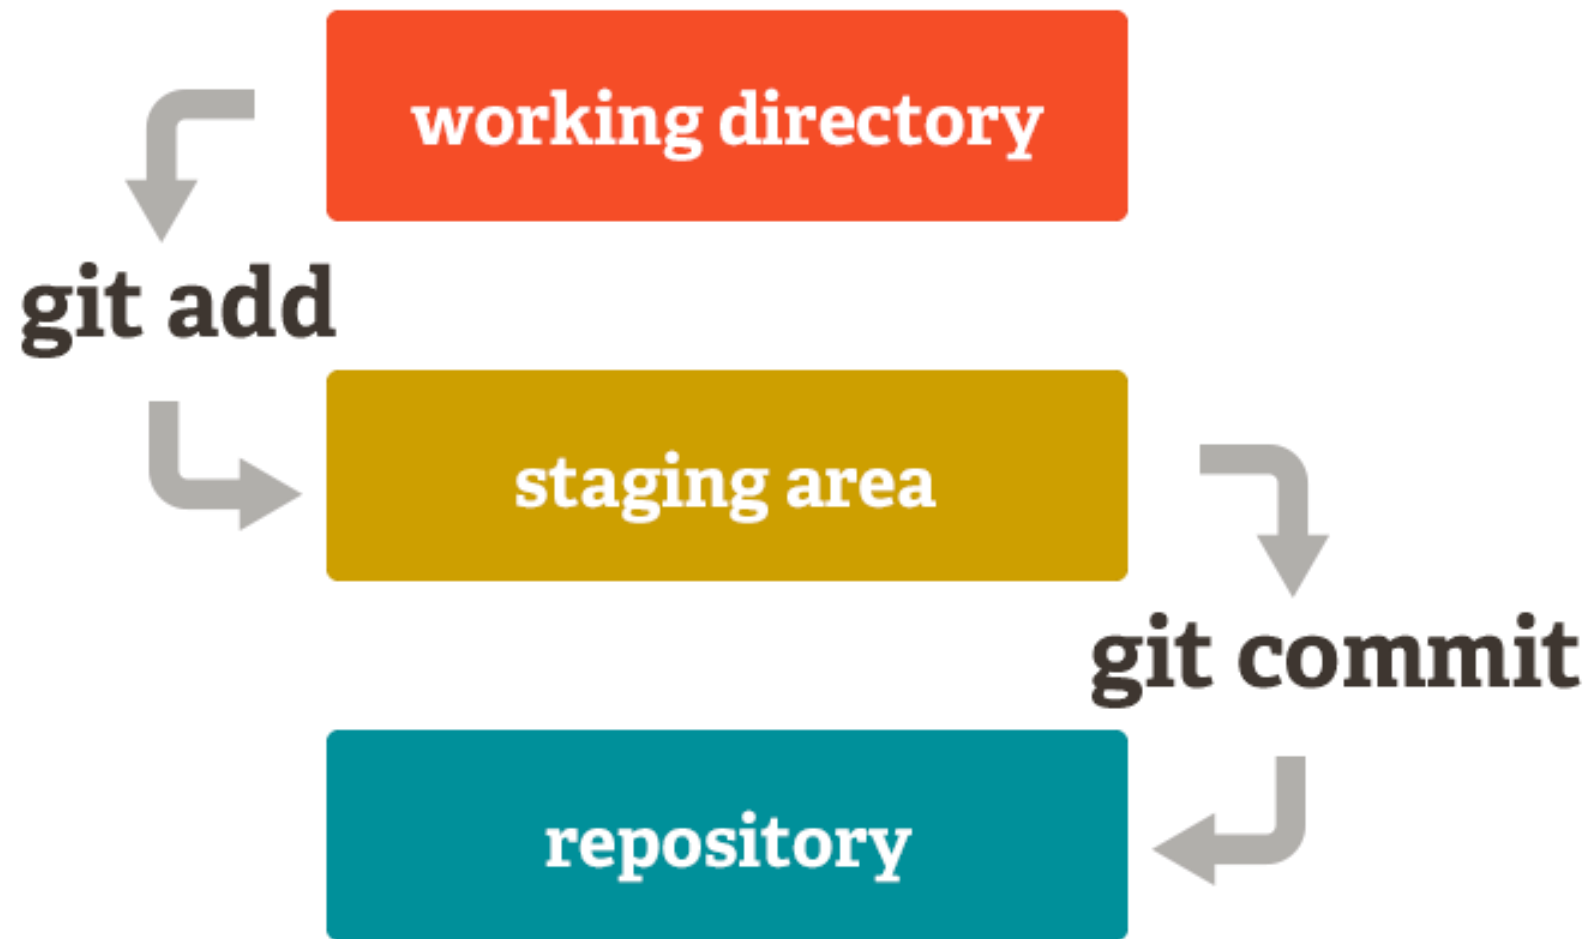 working directory
git add
staging area
git commit
repository